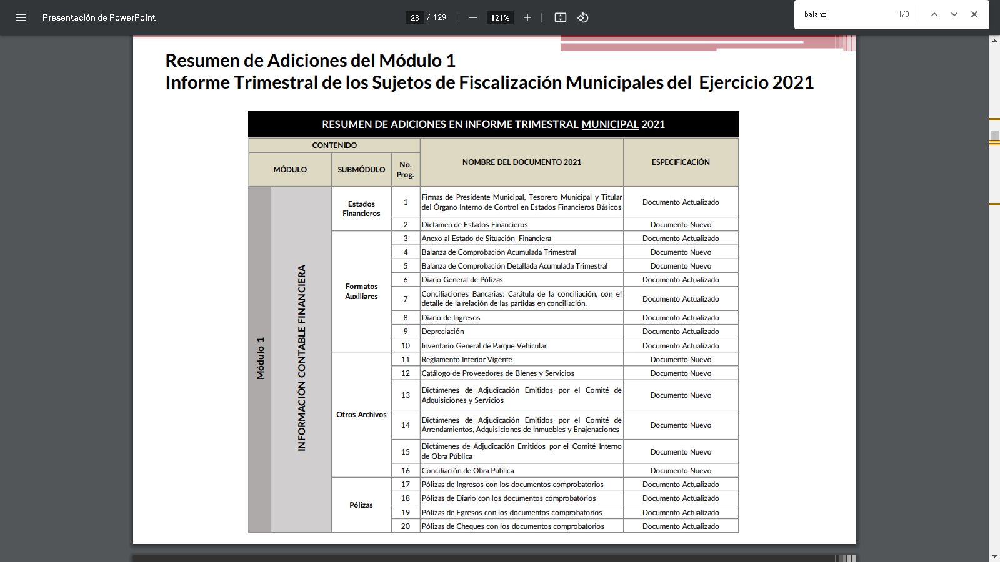 Presentación de PowerPoint
23 / 129
121%
balanz
1/8
Resumen de Adiciones del Módulo 1
Informe Trimestral de los Sujetos de Fiscalización Municipales del Ejercicio 2021
RESUMEN DE ADICIONES EN INFORME TRIMESTRAL MUNICIPAL 2021
CONTENIDO
NOMBRE DEL DOCUMENTO 2021
ESPECIFICACIÓN
MÓDULO
SUBMÓDULO
No.
Prog.
Módulo 1
INFORMACIÓN CONTABLE FINANCIERA
Estados
Financieros
1
Firmas de Presidente Municipal, Tesorero Municipal y Titular
del Órgano Interno de Control en Estados Financieros Básicos
Documento Actualizado
2 Dictamen de Estados Financieros Documento Nuevo
Formatos
Auxiliares
3 Anexo al Estado de Situación Financiera Documento Actualizado
4 Balanza de Comprobación Acumulada Trimestral Documento Nuevo
5 Balanza de Comprobación Detallada Acumulada Trimestral Documento Nuevo
6 Diario General de Pólizas Documento Actualizado
7
Conciliaciones Bancarias: Carátula de la conciliación, con el
detalle de la relación de las partidas en conciliación.
Documento Actualizado
8 Diario de Ingresos Documento Actualizado
9 Depreciación Documento Actualizado
10 Inventario General de Parque Vehicular Documento Actualizado
Otros Archivos
11 Reglamento Interior Vigente Documento Nuevo
12 Catálogo de Proveedores de Bienes y Servicios Documento Nuevo
13
Dictámenes de Adjudicación Emitidos por el Comité de
Adquisiciones y Servicios
Documento Nuevo
14
Dictámenes de Adjudicación Emitidos por el Comité de
Arrendamientos, Adquisiciones de Inmuebles y Enajenaciones
Documento Nuevo
15
Dictámenes de Adjudicación Emitidos por el Comité Interno
de Obra Pública
Documento Nuevo
16 Conciliación de Obra Pública Documento Nuevo
Pólizas
17 Pólizas de Ingresos con los documentos comprobatorios Documento Actualizado
18 Pólizas de Diario con los documentos comprobatorios Documento Actualizado
19 Pólizas de Egresos con los documentos comprobatorios Documento Actualizado
20 Pólizas de Cheques con los documentos comprobatorios Documento Actualizado